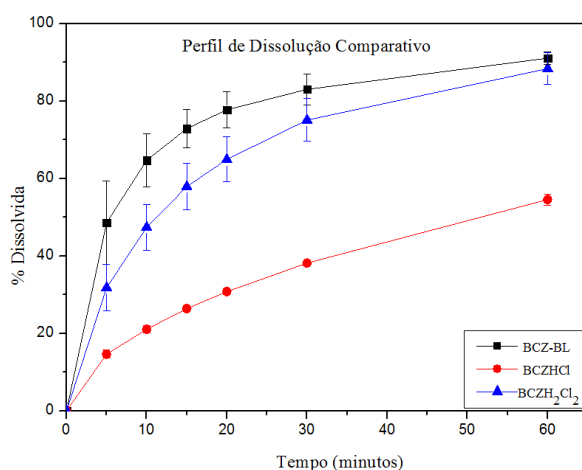 Perfil de Dissolução Comparativo
% Dissolvida
100
80
60
40
20
0
0 10 20 30 40 50 60
Tempo (minutos)
BCZ-BL
BCZHCl
BCZH₂Cl₂